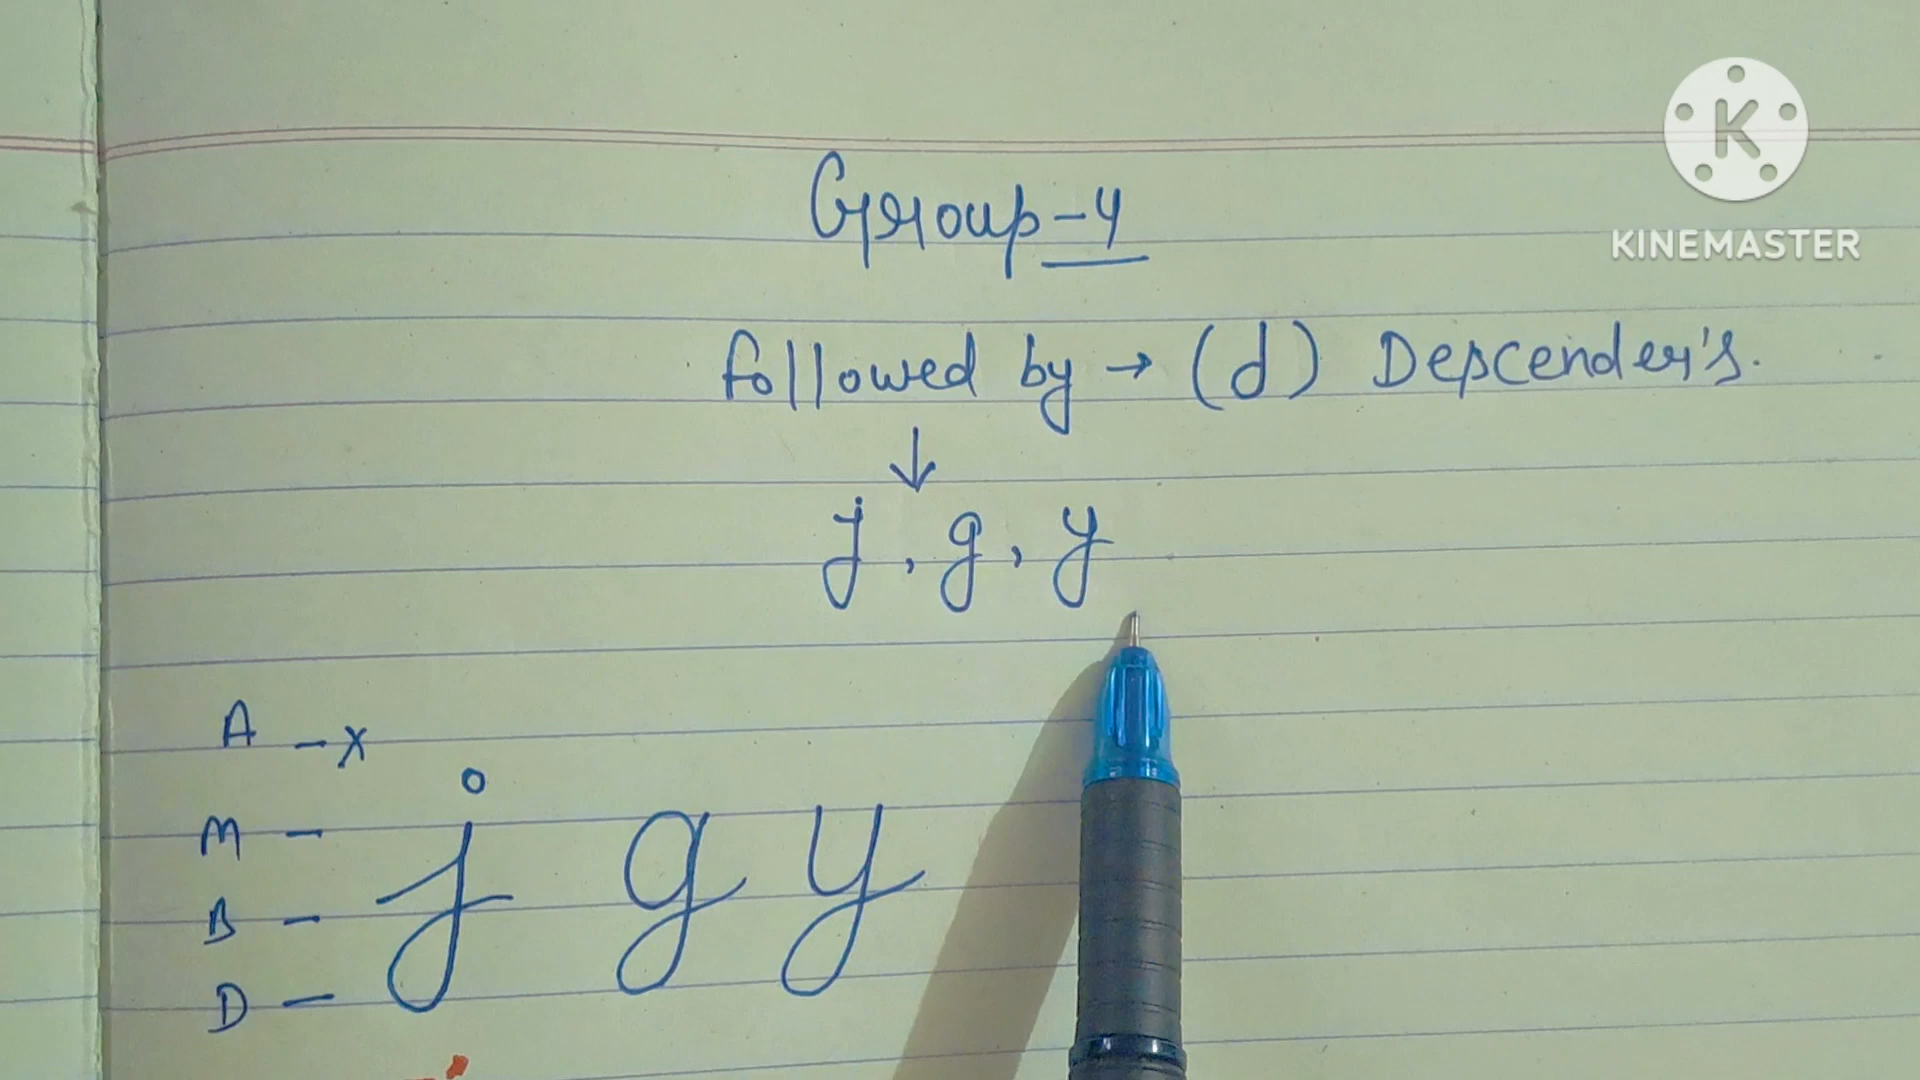 K
KINEMASTER
Group-4
followed by → (d) Descender's.
↓
j, g, y
A - x
M -
B -
D -
j g y